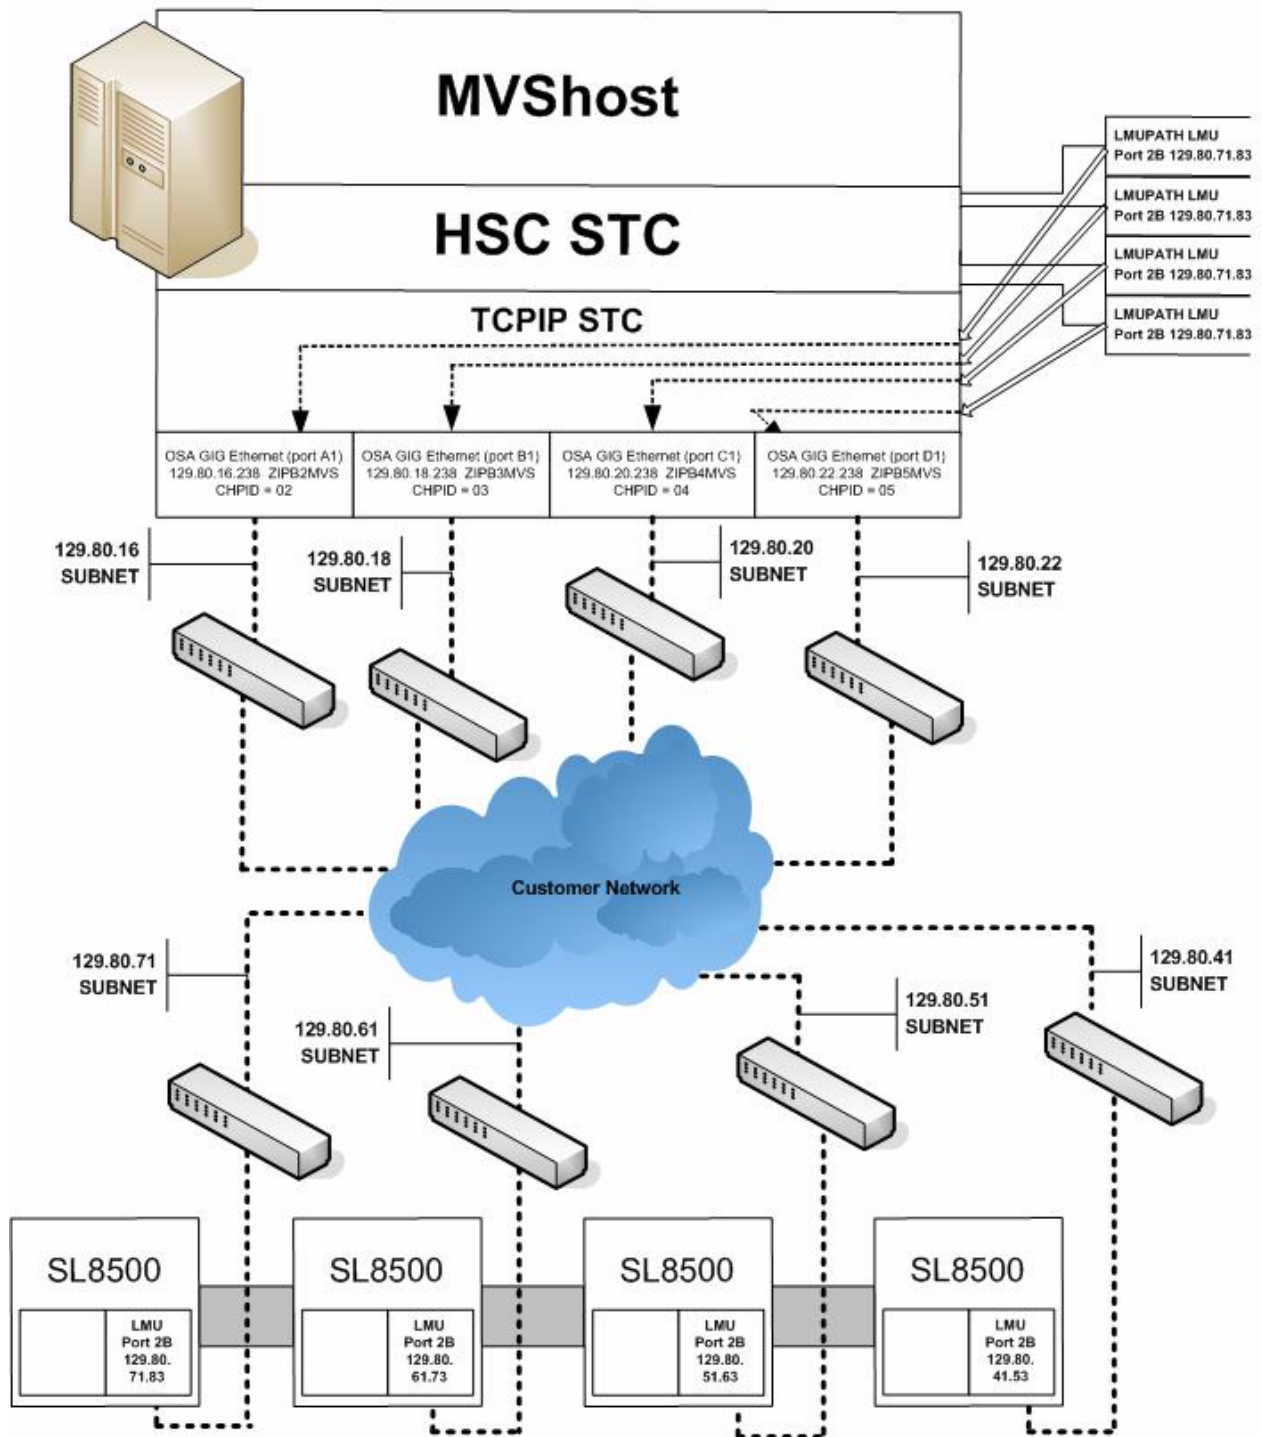 MVShost
HSC STC
TCPIP STC
LMUPATH LMU
Port 2B 129.80.71.83
LMUPATH LMU
Port 2B 129.80.71.83
LMUPATH LMU
Port 2B 129.80.71.83
LMUPATH LMU
Port 2B 129.80.71.83
OSA GIG Ethernet (port A1)
129.80.16.238 ZIPB2MVS
CHPID = 02
OSA GIG Ethernet (port B1)
129.80.18.238 ZIPB3MVS
CHPID = 03
OSA GIG Ethernet (port C1)
129.80.20.238 ZIPB4MVS
CHPID = 04
OSA GIG Ethernet (port D1)
129.80.22.238 ZIPB5MVS
CHPID = 05
129.80.16
SUBNET
129.80.18
SUBNET
129.80.20
SUBNET
129.80.22
SUBNET
Customer Network
129.80.71
SUBNET
129.80.61
SUBNET
129.80.51
SUBNET
129.80.41
SUBNET
SL8500
LMU
Port 2B
129.80.
71.83
SL8500
LMU
Port 2B
129.80.
61.73
SL8500
LMU
Port 2B
129.80.
51.63
SL8500
LMU
Port 2B
129.80.
41.53